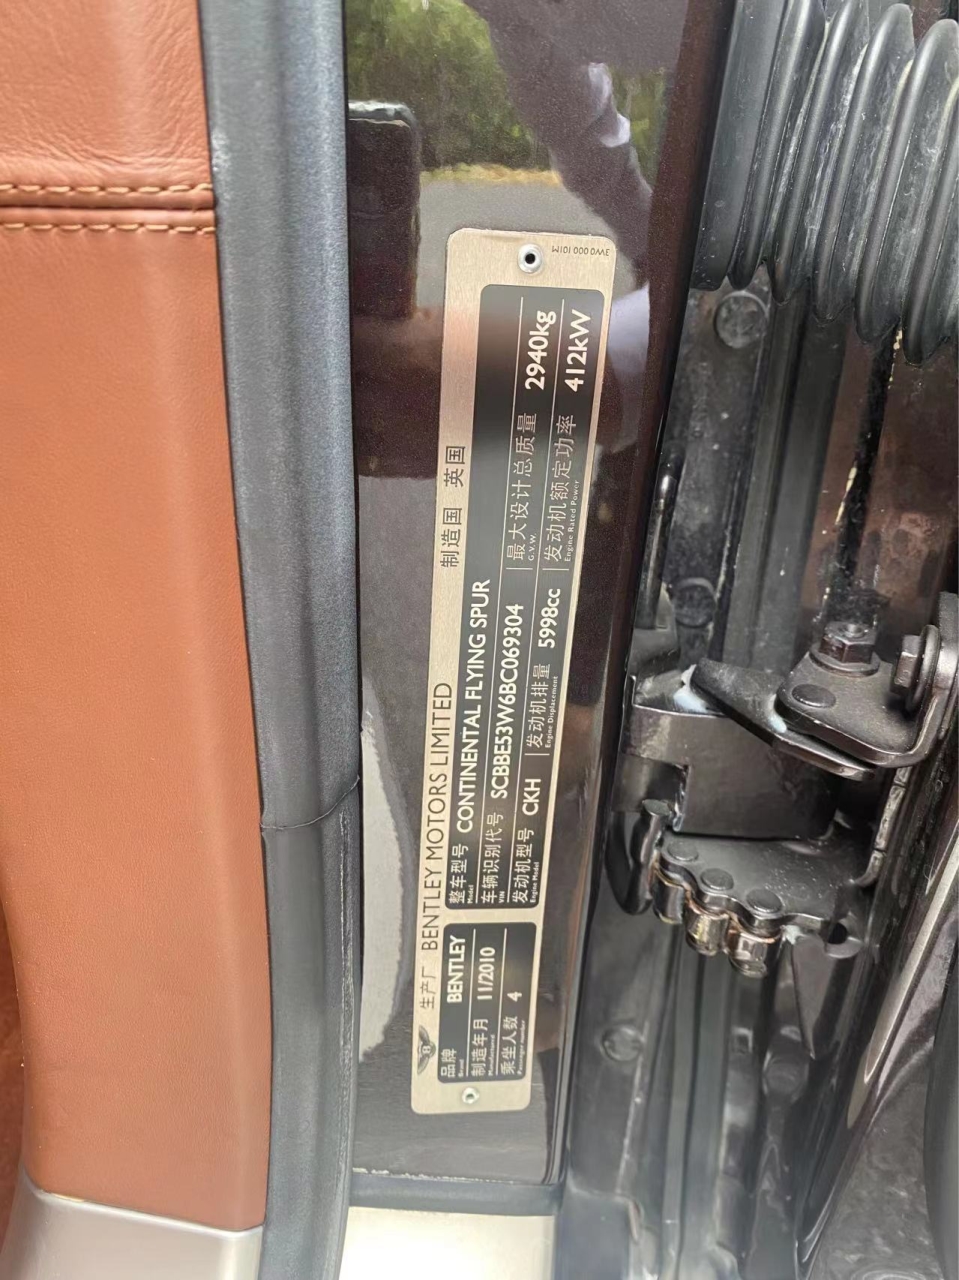 3W0 000 101M
生产厂 BENTLEY MOTORS LIMITED 制造国 英国
品牌 BENTLEY
Brand
制造年月 11/2010
Manufactured
乘坐人数 4
Passenger number
整车型号 CONTINENTAL FLYING SPUR
Model
车辆识别代号 SCBBE53W6BC069304
VIN
最大设计总质量 2940kg
G.V.W.
发动机型号 CKH
Engine Model
发动机排量 5998cc
Engine Displacement
发动机额定功率 412kW
Engine Rated Power